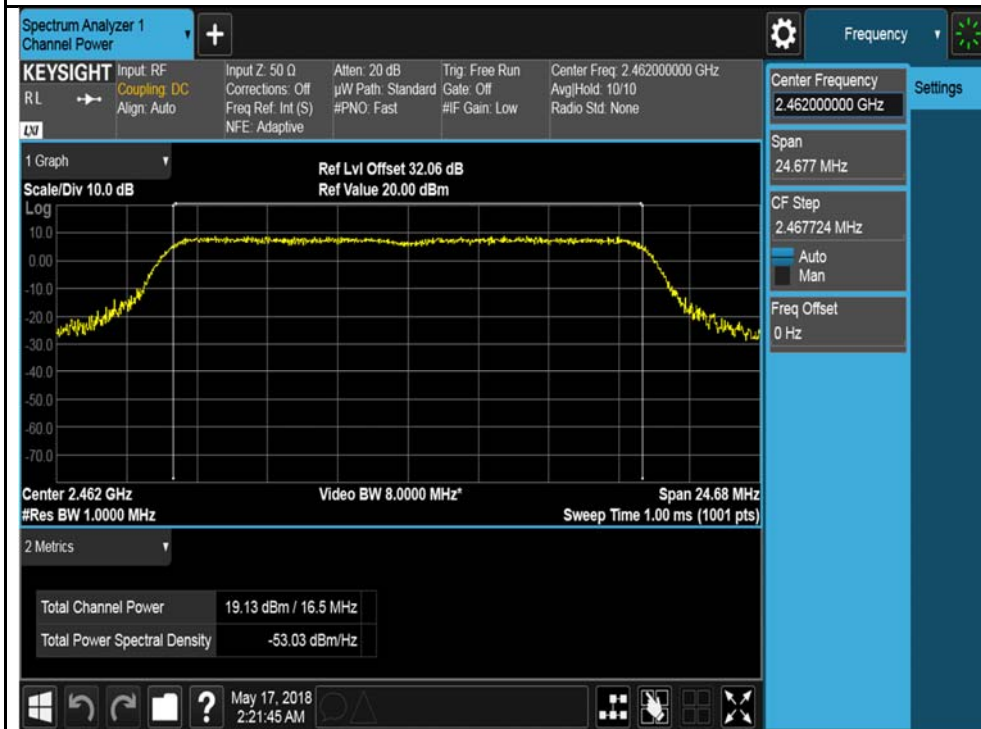 Spectrum Analyzer 1
Channel Power
+
Frequency
KEYSIGHT
R L
LXI
Input: RF
Coupling: DC
Align: Auto
Input Z: 50 Ω
Corrections: Off
Freq Ref: Int (S)
NFE: Adaptive
Atten: 20 dB
µW Path: Standard
#PNO: Fast
Trig: Free Run
Gate: Off
#IF Gain: Low
Center Freq: 2.462000000 GHz
Avg|Hold: 10/10
Radio Std: None
Center Frequency
2.462000000 GHz
Settings
Span
24.677 MHz
CF Step
2.467724 MHz
Auto
Man
Freq Offset
0 Hz
1 Graph
Scale/Div 10.0 dB
Ref Lvl Offset 32.06 dB
Ref Value 20.00 dBm
Log
10.0
0.00
-10.0
-20.0
-30.0
-40.0
-50.0
-60.0
-70.0
Center 2.462 GHz
#Res BW 1.0000 MHz
Video BW 8.0000 MHz*
Span 24.68 MHz
Sweep Time 1.00 ms (1001 pts)
2 Metrics
Total Channel Power 19.13 dBm / 16.5 MHz
Total Power Spectral Density -53.03 dBm/Hz
?
May 17, 2018
2:21:45 AM